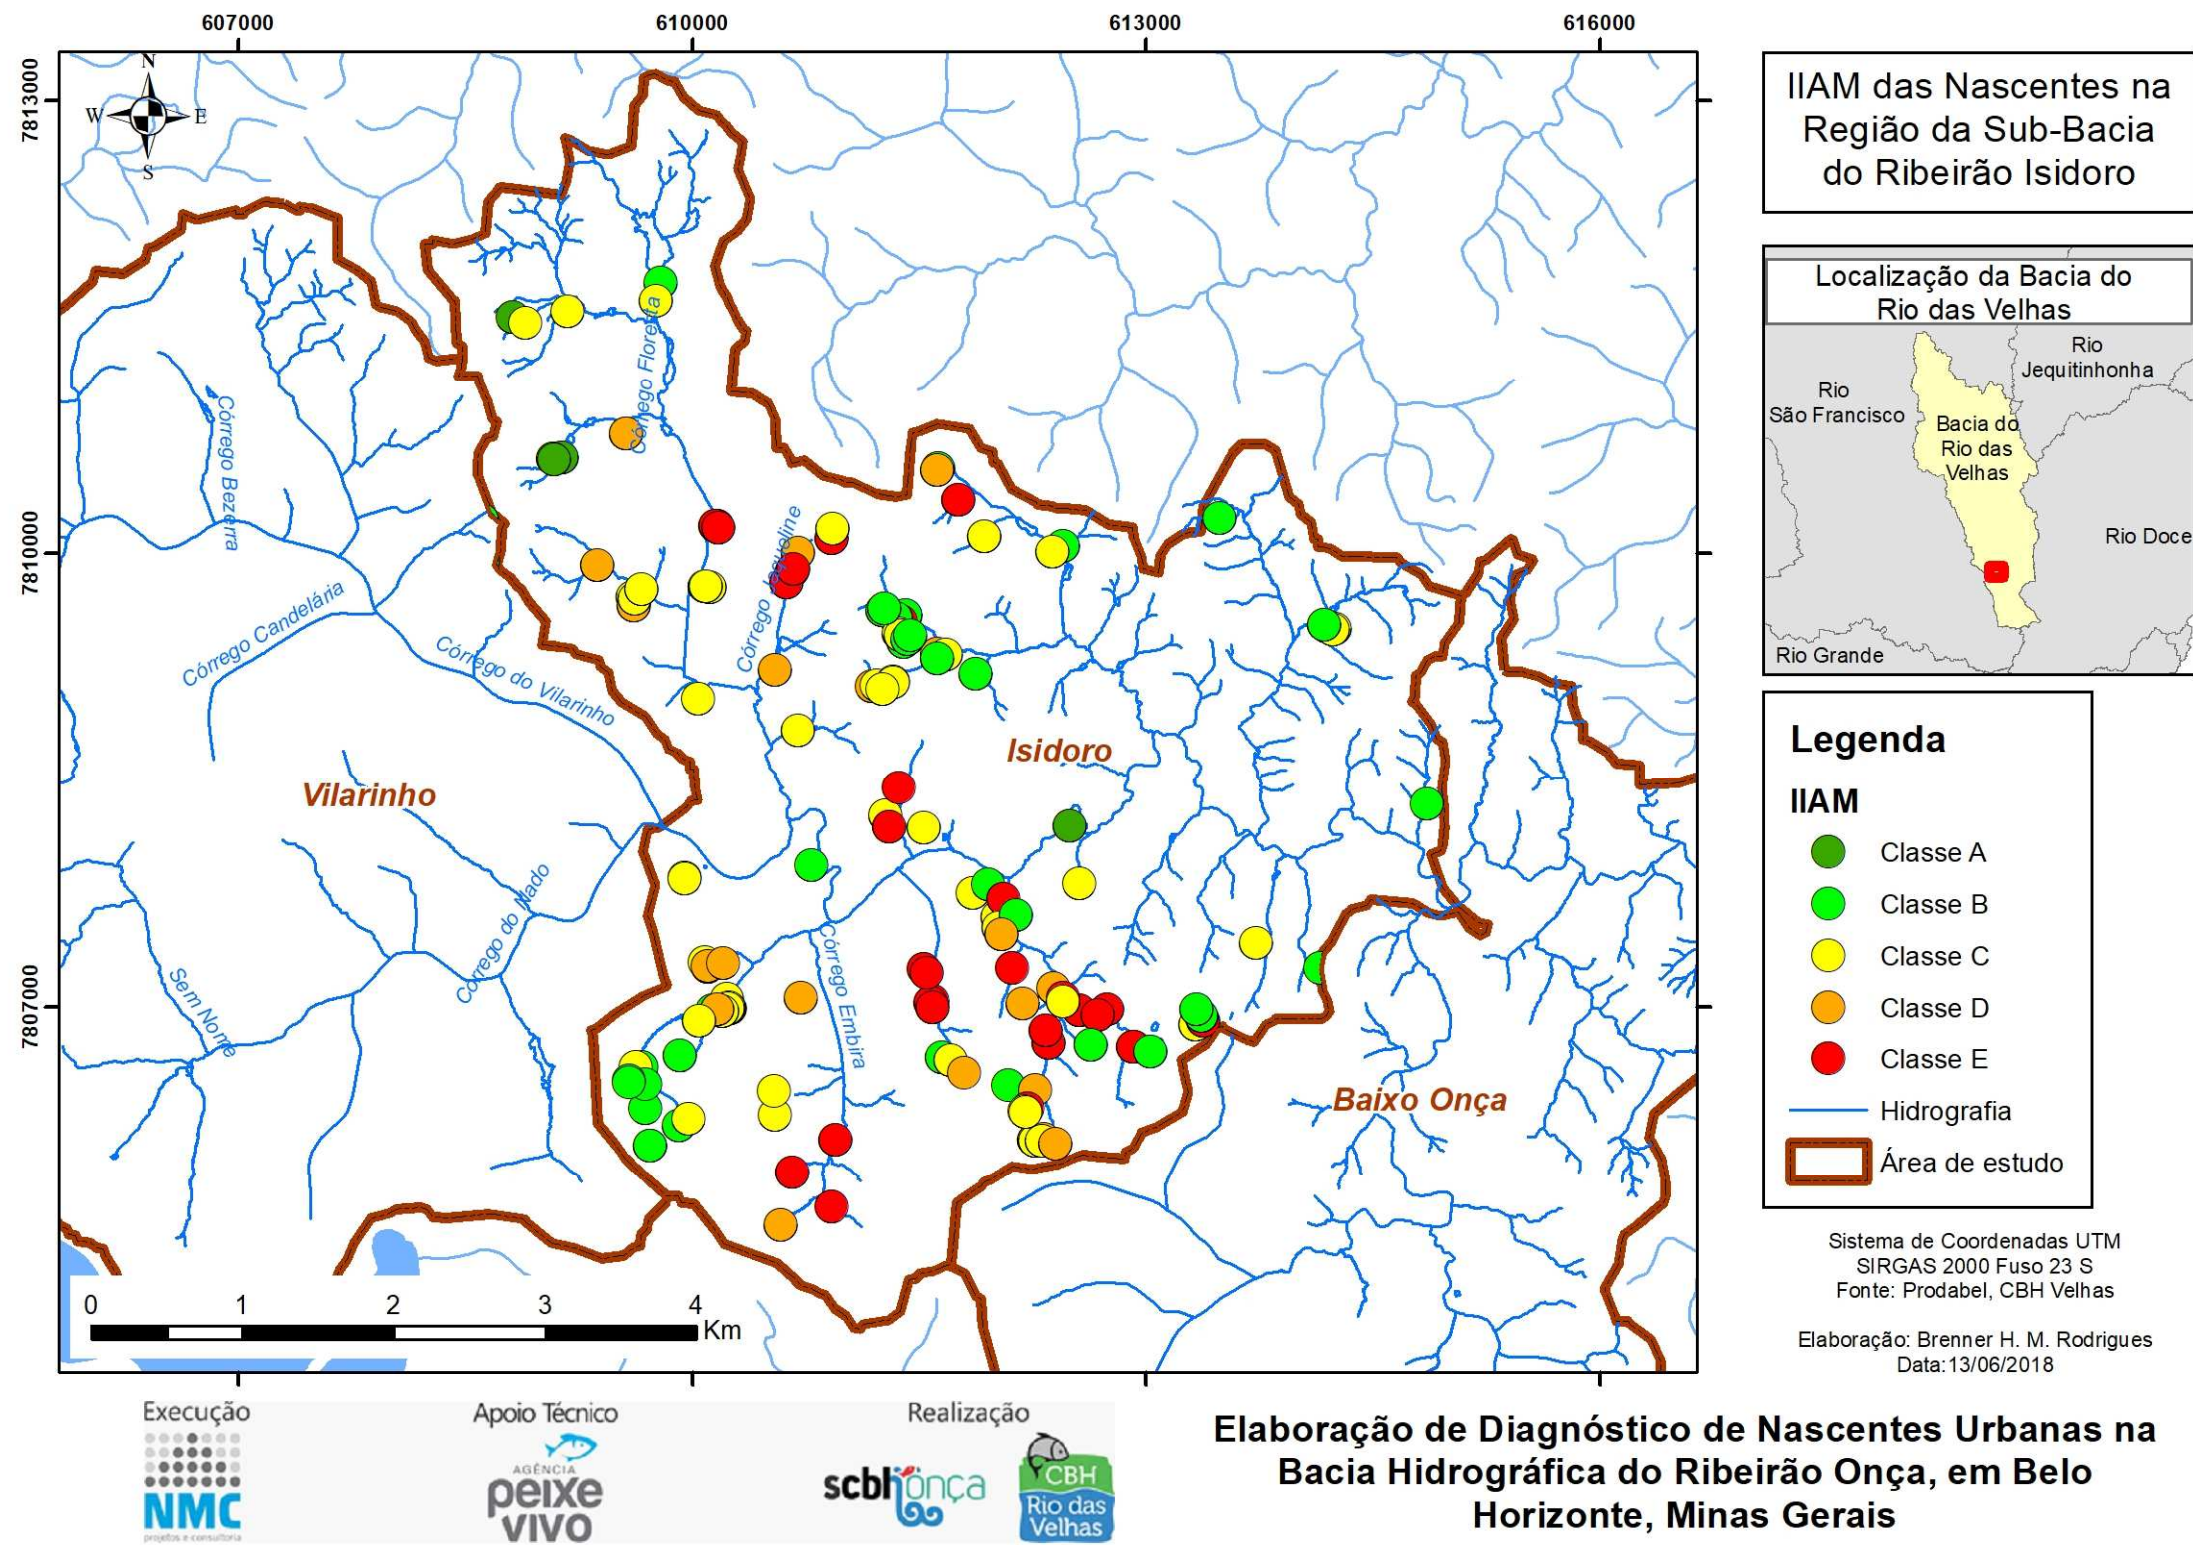 607000
610000
613000
616000
7813000
7810000
7807000
N
W
E
S
Córrego Floresta
Córrego Bezerra
Córrego Jaqueline
Córrego Candelária
Córrego do Vilarinho
Isidoro
Vilarinho
Córrego do Nado
Córrego Embira
Sem Nome
Baixo Onça
0 1 2 3 4
Km
IIAM das Nascentes na
Região da Sub-Bacia
do Ribeirão Isidoro
Localização da Bacia do
Rio das Velhas
Rio
Jequitinhonha
Rio
São Francisco
Bacia do
Rio das
Velhas
Rio Doce
Rio Grande
Legenda
IIAM
Classe A
Classe B
Classe C
Classe D
Classe E
Hidrografia
Área de estudo
Sistema de Coordenadas UTM
SIRGAS 2000 Fuso 23 S
Fonte: Prodabel, CBH Velhas
Elaboração: Brenner H. M. Rodrigues
Data:13/06/2018
Execução
NMC
projetos e consultoria
Apoio Técnico
AGÊNCIA
peixe
vivo
Realização
scbh onça
CBH
Rio das
Velhas
Elaboração de Diagnóstico de Nascentes Urbanas na
Bacia Hidrográfica do Ribeirão Onça, em Belo
Horizonte, Minas Gerais